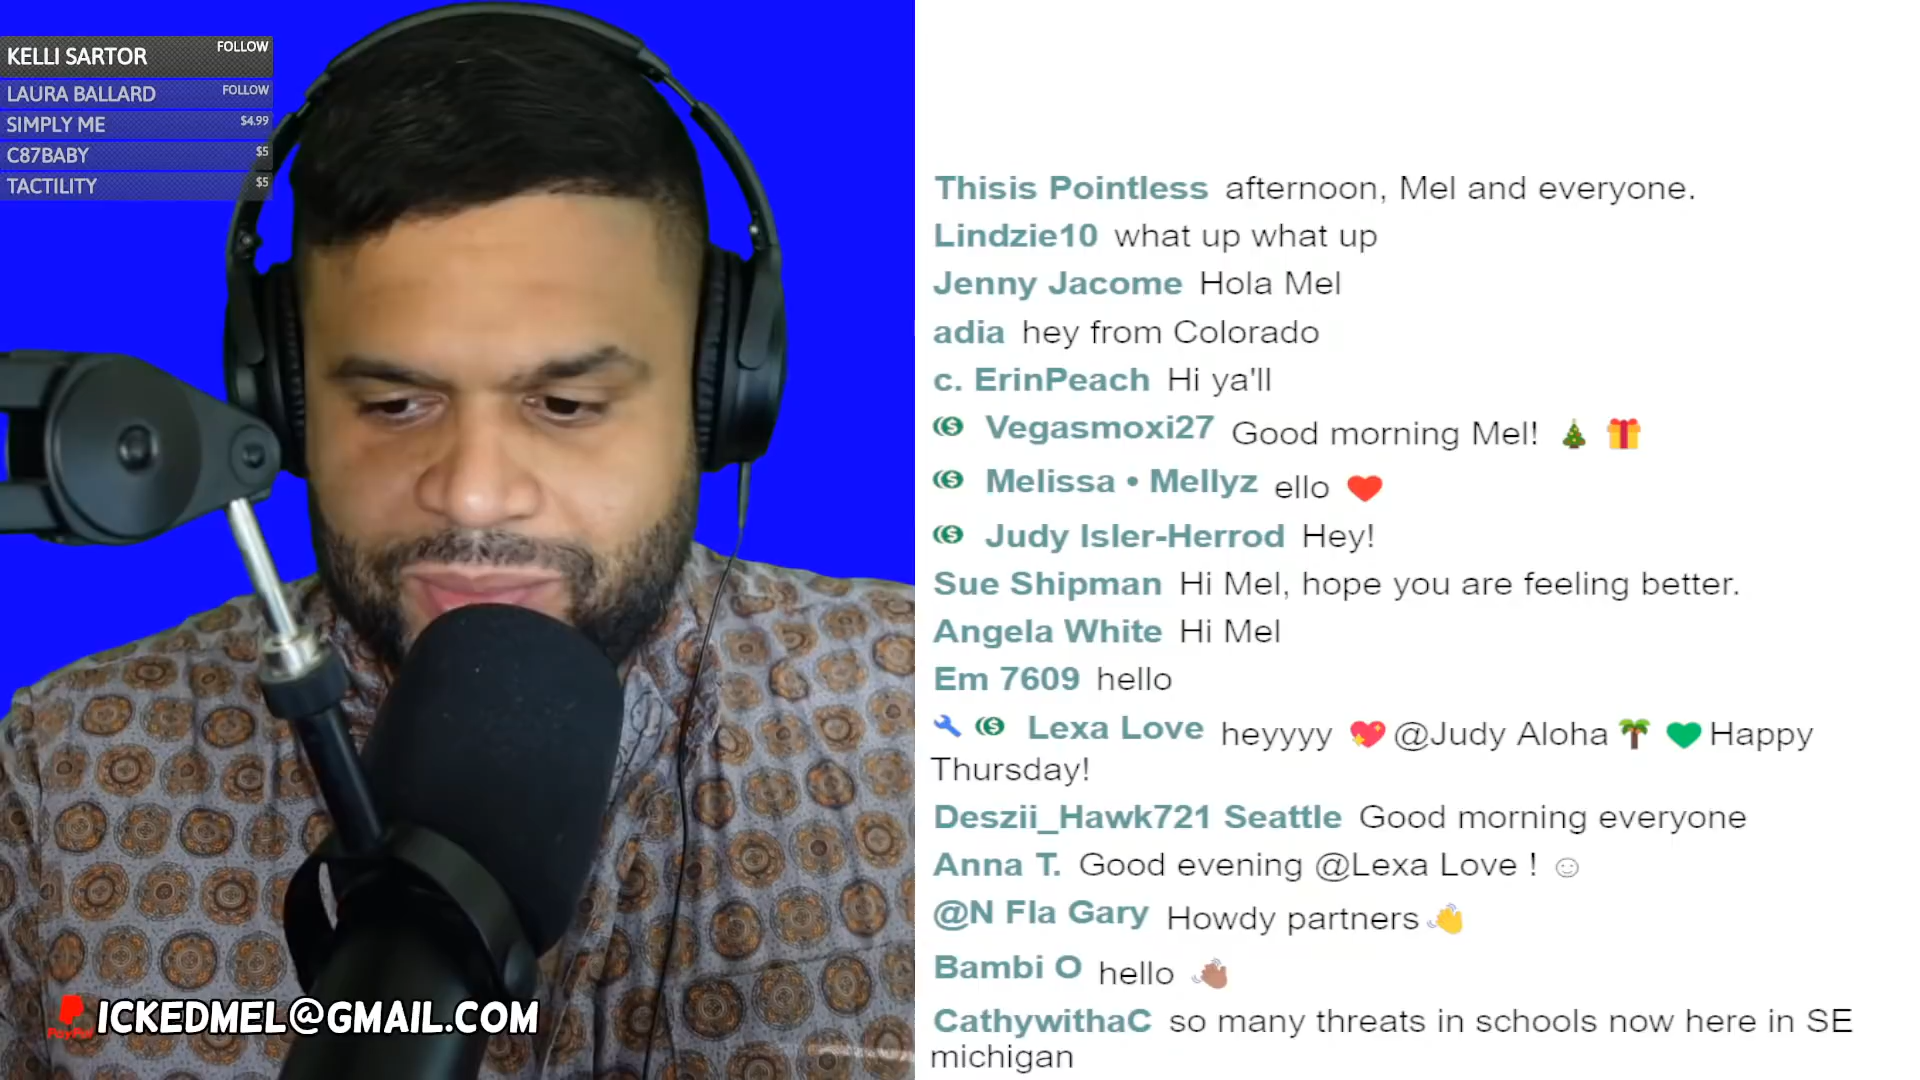 KELLI SARTOR FOLLOW
LAURA BALLARD FOLLOW
SIMPLY ME $4.99
C87BABY $5
TACTILITY $5
Thisis Pointless afternoon, Mel and everyone.
Lindzie10 what up what up
Jenny Jacome Hola Mel
adia hey from Colorado
c. ErinPeach Hi ya'll
Vegasmoxi27 Good morning Mel! 🎄 🎁
Melissa • Mellyz ello ❤️
Judy Isler-Herrod Hey!
Sue Shipman Hi Mel, hope you are feeling better.
Angela White Hi Mel
Em 7609 hello
Lexa Love heyyyy 💖 @Judy Aloha🌴 💚 Happy
Thursday!
Deszii_Hawk721 Seattle Good morning everyone
Anna T. Good evening @Lexa Love ! ☺
@N Fla Gary Howdy partners👋
Bambi O hello 👋🏽
CathywithaC so many threats in schools now here in SE
michigan
PayPal ICKEDMEL@GMAIL.COM